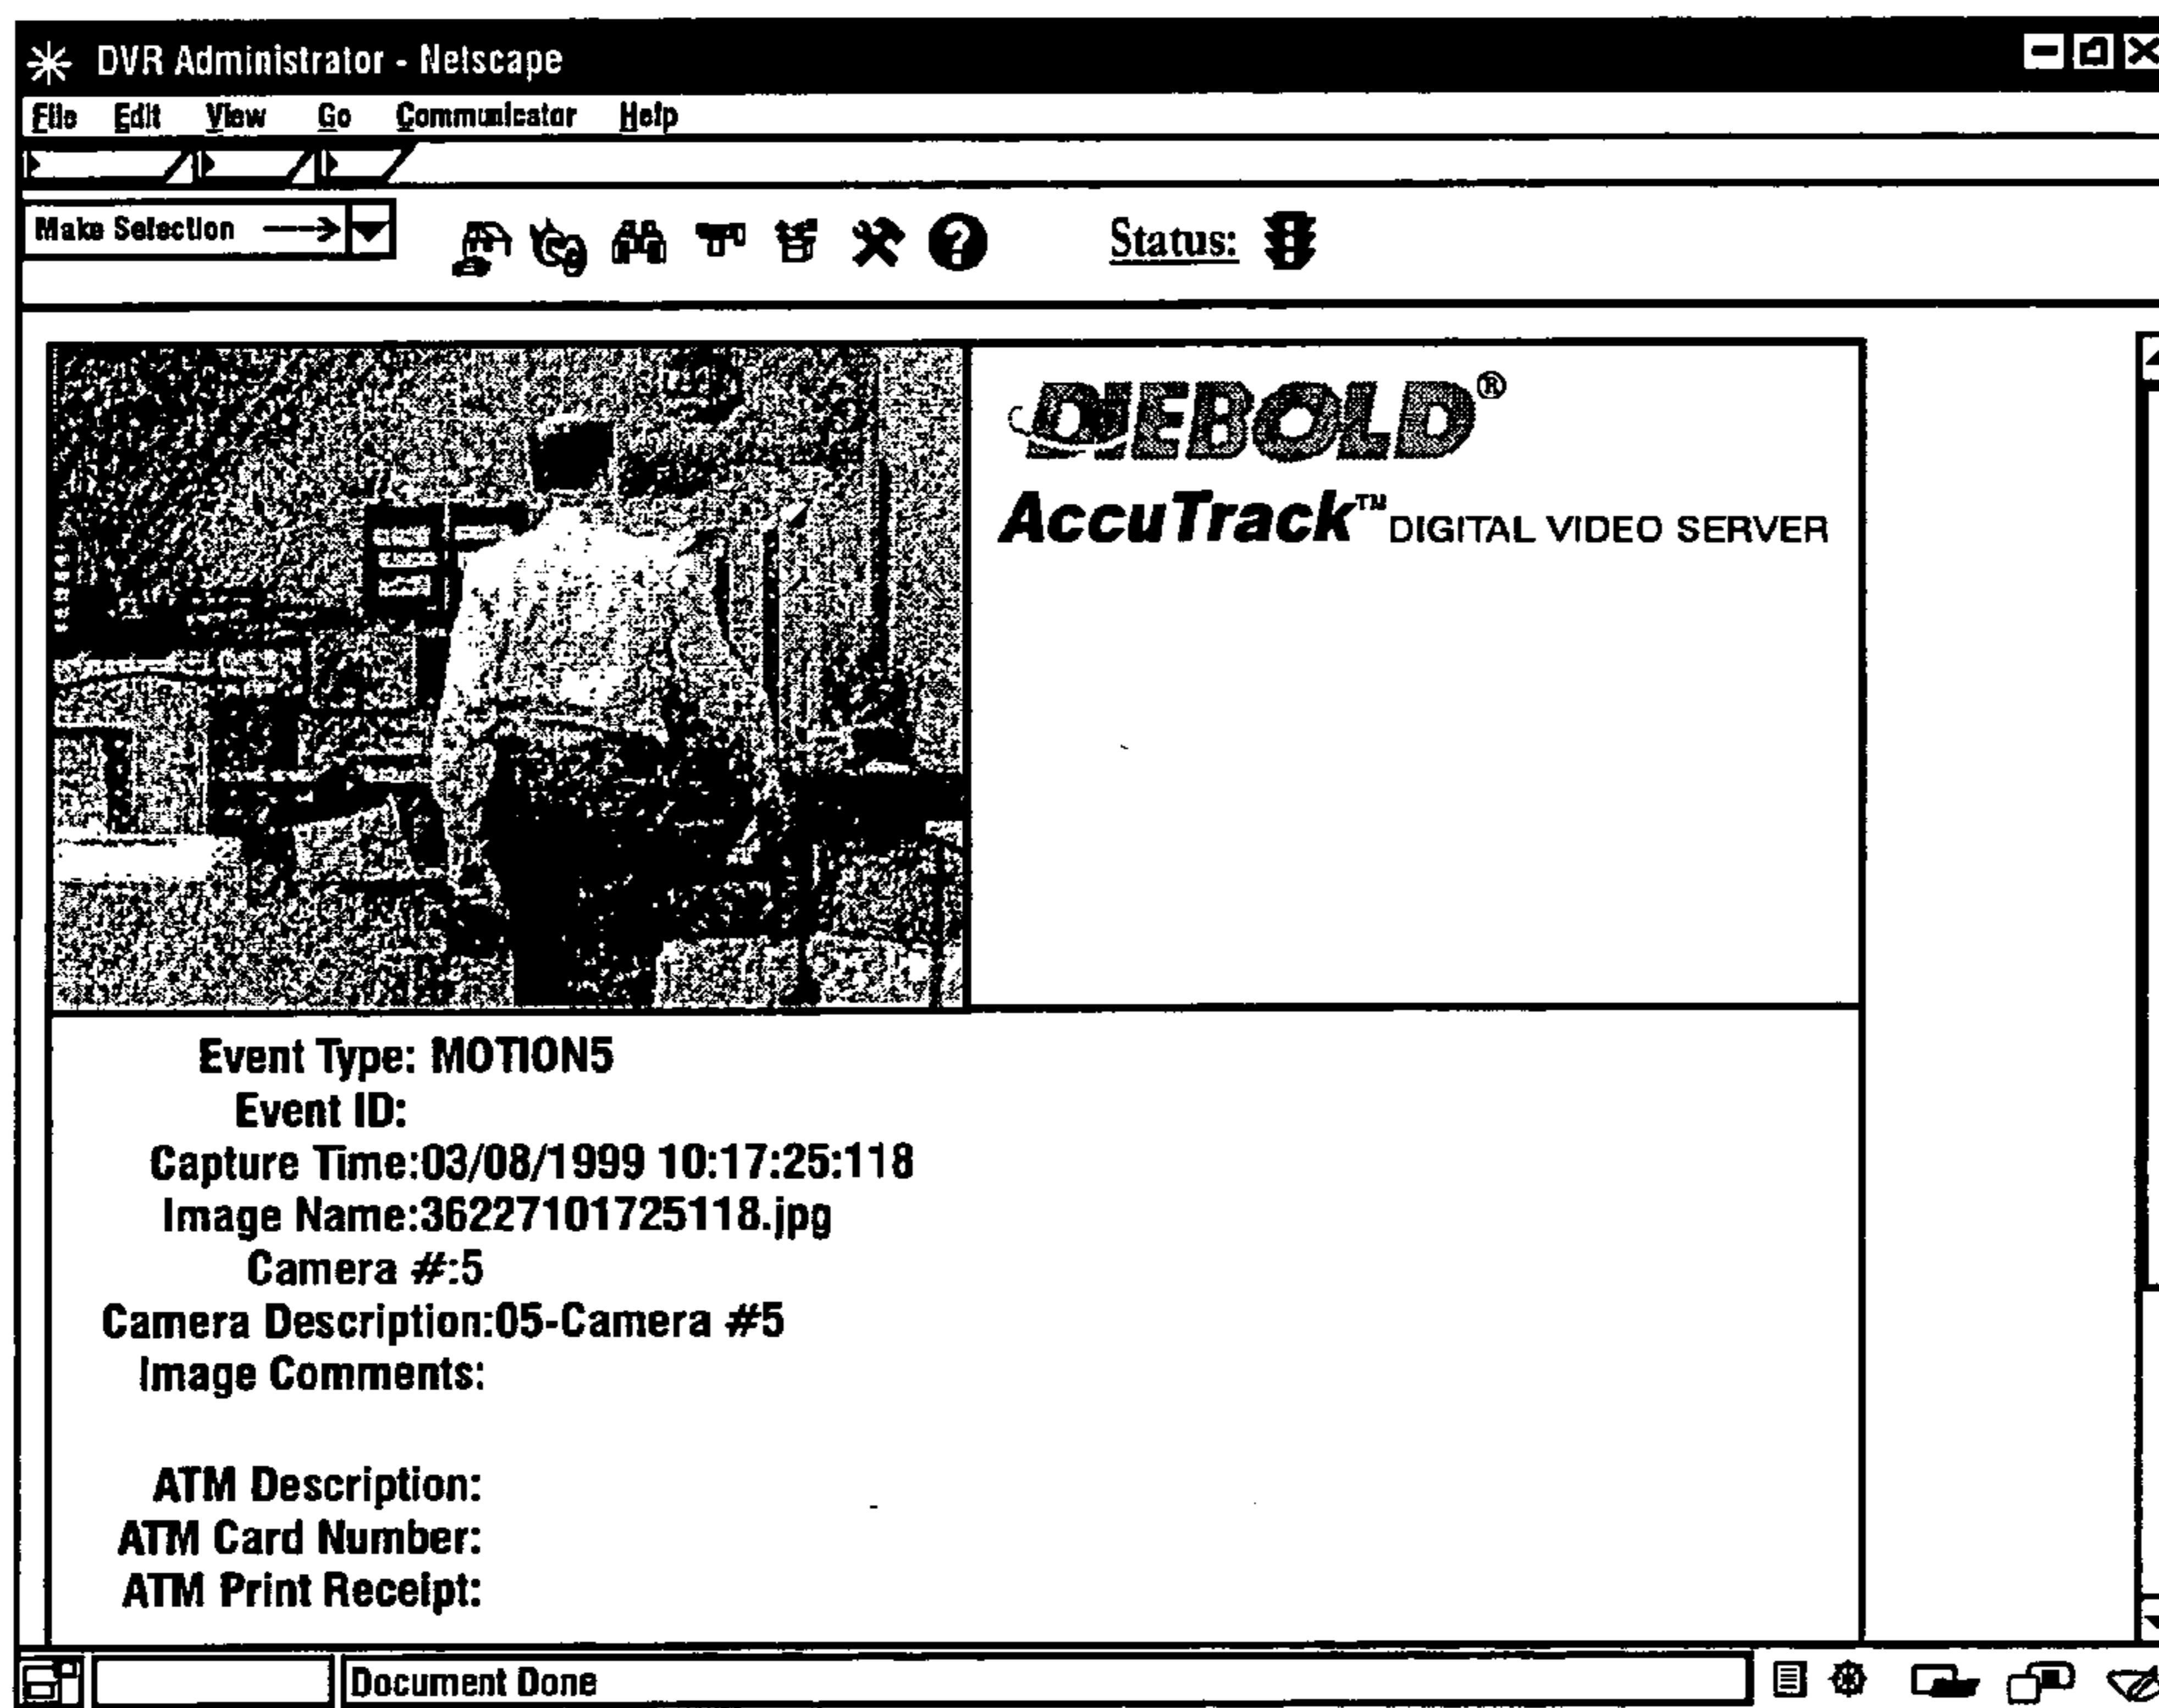 DVR Administrator - Netscape
File Edit View Go Communicator Help
Make Selection
Status:
DIEBOLD®
AccuTrack™ DIGITAL VIDEO SERVER
Event Type: MOTION5
Event ID:
Capture Time:03/08/1999 10:17:25:118
Image Name:36227101725118.jpg
Camera #:5
Camera Description:05-Camera #5
Image Comments:
ATM Description:
ATM Card Number:
ATM Print Receipt:
Document Done